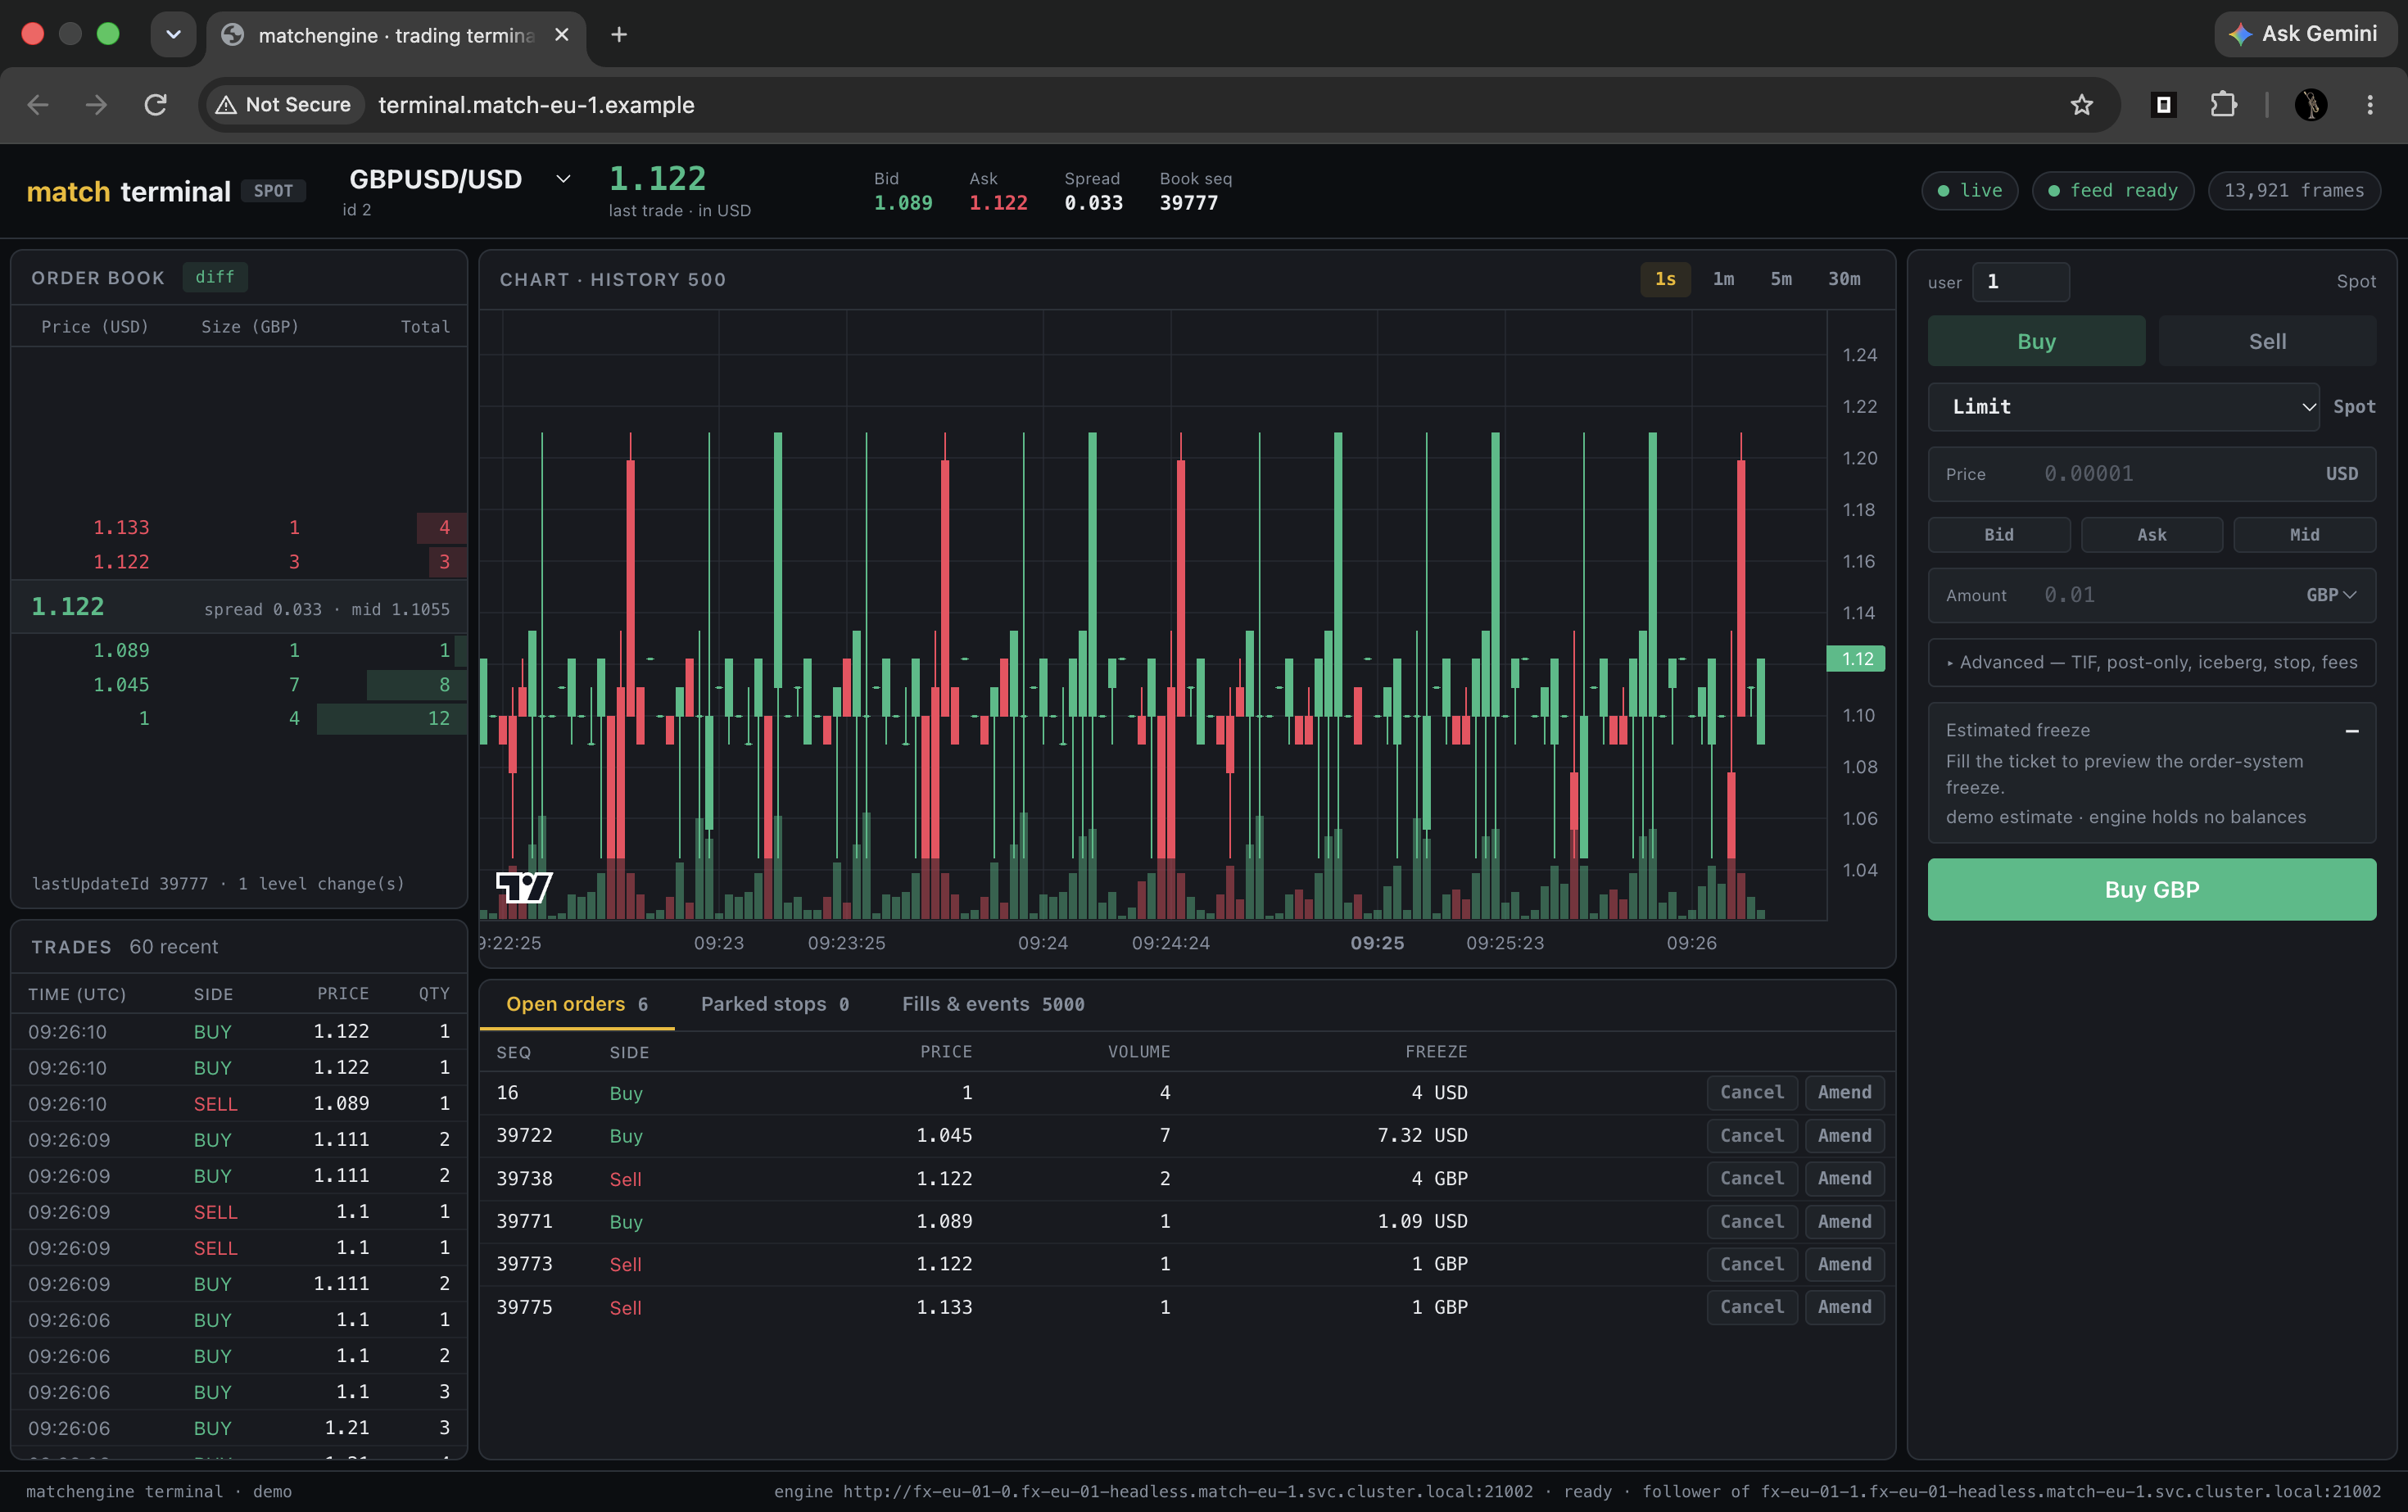 matchengine · trading termina
Ask Gemini
Not Secure
terminal.match-eu-1.example
match terminal SPOT
GBPUSD/USD
id 2
1.122
last trade · in USD
Bid
1.089
Ask
1.122
Spread
0.033
Book seq
39777
live
feed ready
13,921 frames
ORDER BOOK diff
Price (USD) Size (GBP) Total
1.133 1 4
1.122 3 3
1.122 spread 0.033 · mid 1.1055
1.089 1 1
1.045 7 8
1 4 12
lastUpdateId 39777 · 1 level change(s)
TRADES 60 recent
TIME (UTC) SIDE PRICE QTY
09:26:10 BUY 1.122 1
09:26:10 BUY 1.122 1
09:26:10 SELL 1.089 1
09:26:09 BUY 1.111 2
09:26:09 BUY 1.111 2
09:26:09 SELL 1.1 1
09:26:09 SELL 1.1 1
09:26:09 BUY 1.111 2
09:26:06 BUY 1.1 1
09:26:06 BUY 1.1 2
09:26:06 BUY 1.1 3
09:26:06 BUY 1.21 3
CHART · HISTORY 500
1s 1m 5m 30m
1.24
1.22
1.20
1.18
1.16
1.14
1.12
1.10
1.08
1.06
1.04
9:22:25 09:23 09:23:25 09:24 09:24:24 09:25 09:25:23 09:26
Open orders 6 Parked stops 0 Fills & events 5000
SEQ SIDE PRICE VOLUME FREEZE
16 Buy 1 4 4 USD Cancel Amend
39722 Buy 1.045 7 7.32 USD Cancel Amend
39738 Sell 1.122 2 4 GBP Cancel Amend
39771 Buy 1.089 1 1.09 USD Cancel Amend
39773 Sell 1.122 1 1 GBP Cancel Amend
39775 Sell 1.133 1 1 GBP Cancel Amend
user 1 Spot
Buy Sell
Limit Spot
Price 0.00001 USD
Bid Ask Mid
Amount 0.01 GBP
Advanced — TIF, post-only, iceberg, stop, fees
Estimated freeze –
Fill the ticket to preview the order-system
freeze.
demo estimate · engine holds no balances
Buy GBP
matchengine terminal · demo
engine http://fx-eu-01-0.fx-eu-01-headless.match-eu-1.svc.cluster.local:21002 · ready · follower of fx-eu-01-1.fx-eu-01-headless.match-eu-1.svc.cluster.local:21002